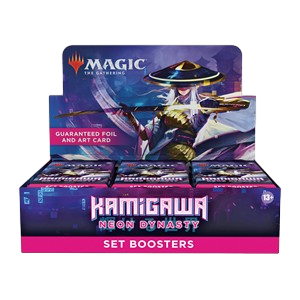 MAGIC
THE GATHERING
GUARANTEED FOIL
AND ART CARD
KAMIGAWA
NEON DYNASTY
13+
SET BOOSTERS